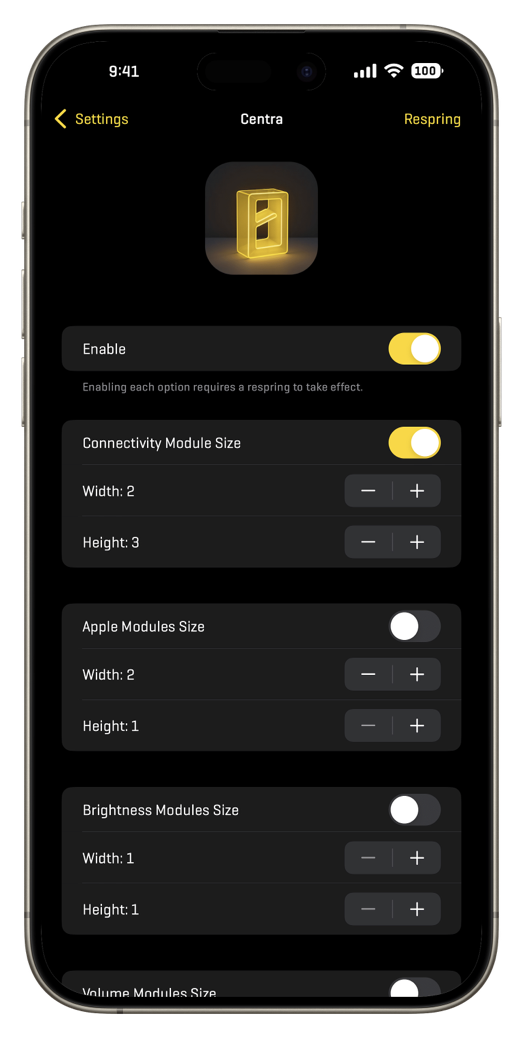 9:41
100
Settings
Centra
Respring
Enable
Enabling each option requires a respring to take effect.
Connectivity Module Size
Width: 2
Height: 3
Apple Modules Size
Width: 2
Height: 1
Brightness Modules Size
Width: 1
Height: 1
Volume Modules Size